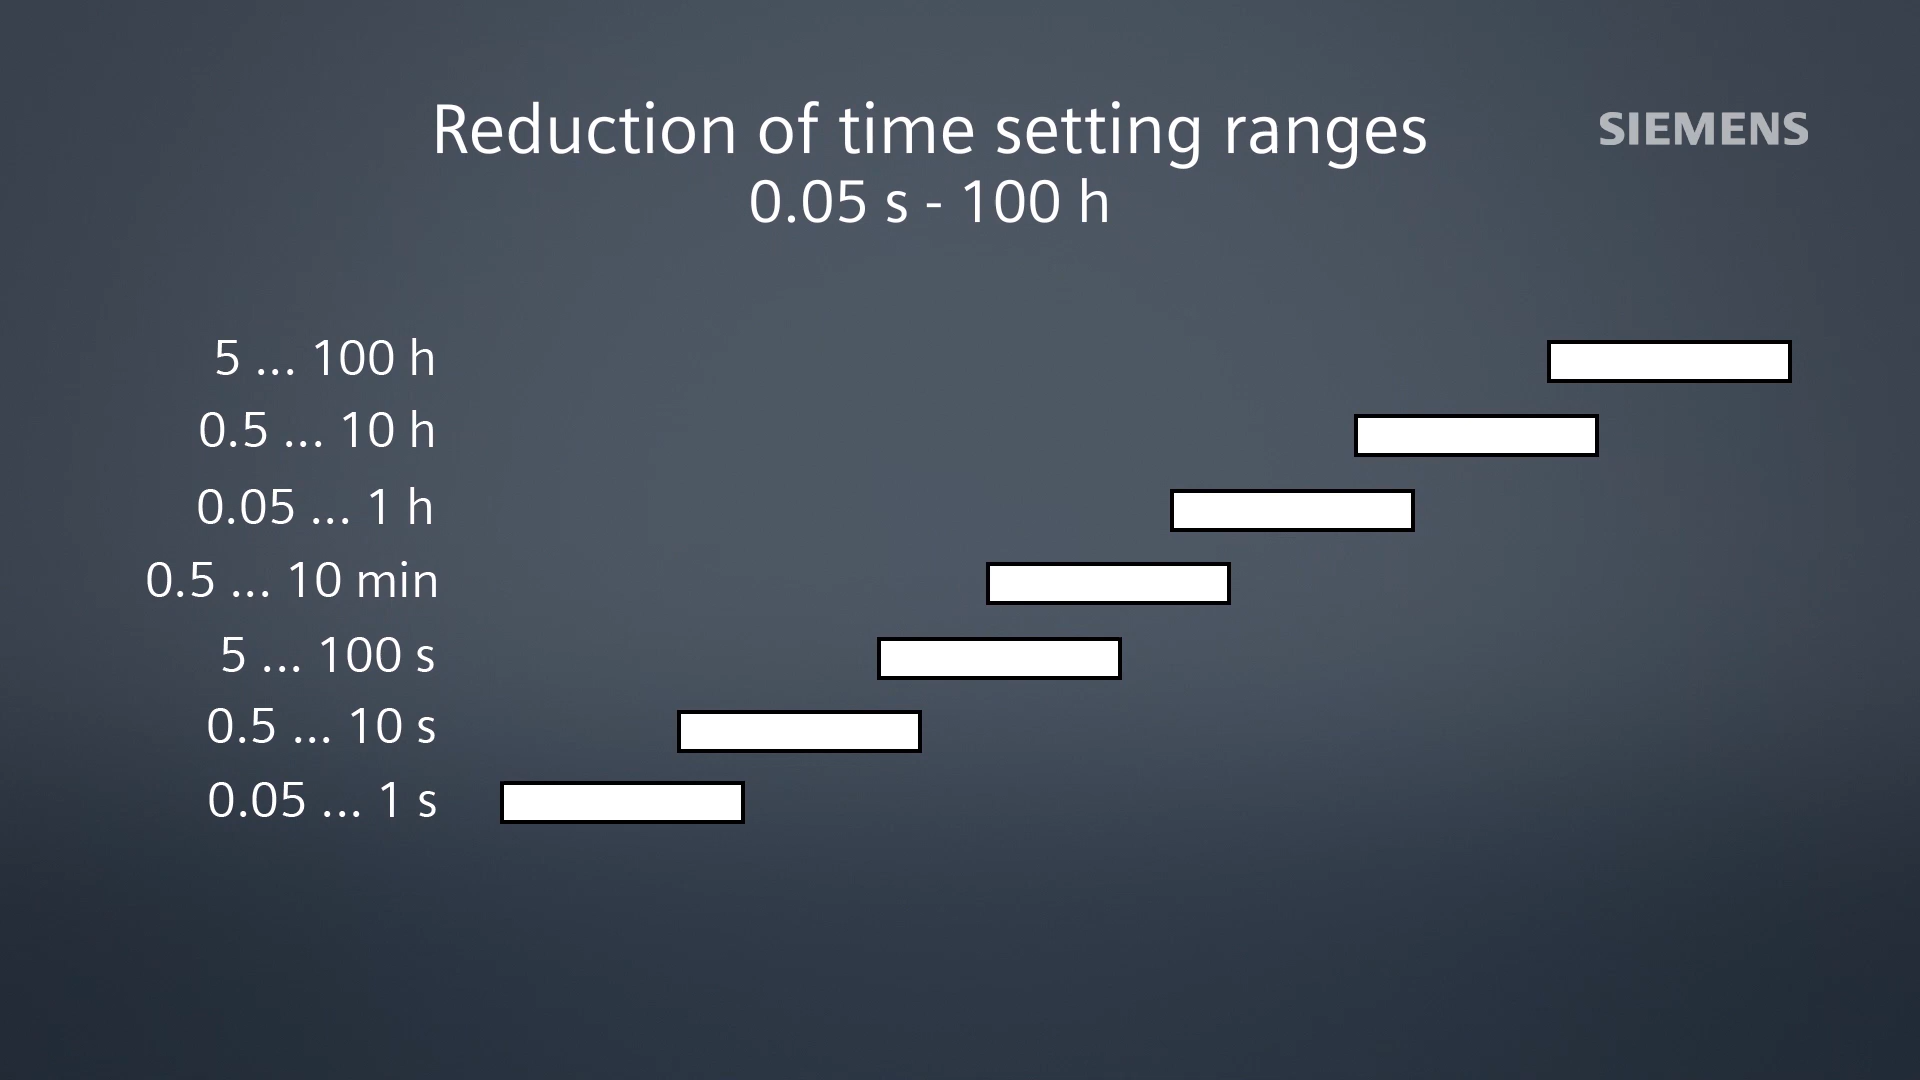 Reduction of time setting ranges
SIEMENS
0.05 s - 100 h
5 ... 100 h
0.5 ... 10 h
0.05 ... 1 h
0.5 ... 10 min
5 ... 100 s
0.5 ... 10 s
0.05 ... 1 s